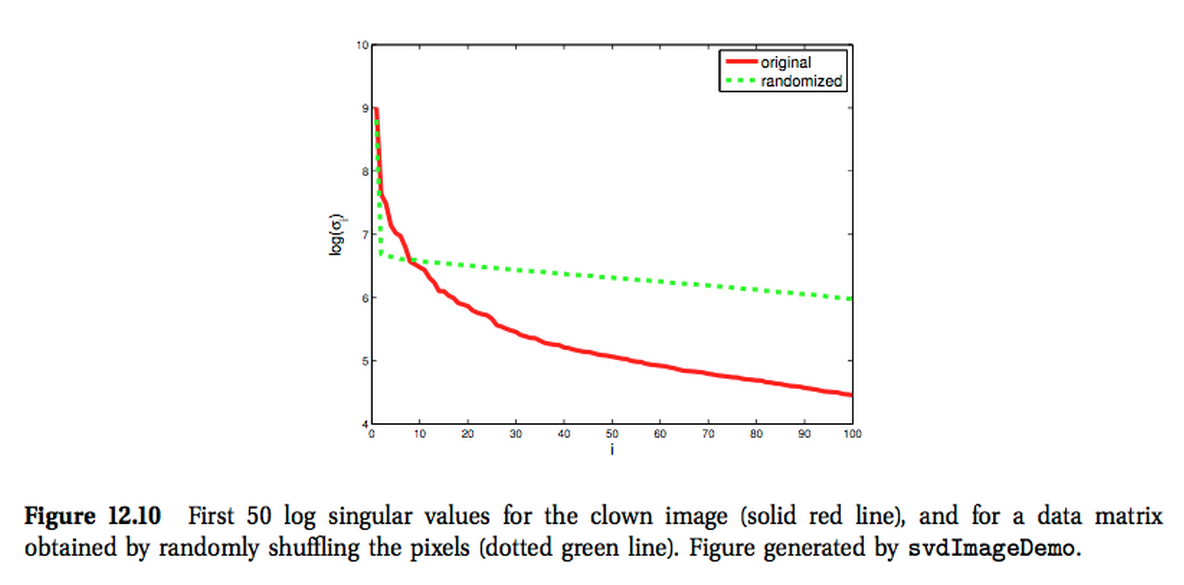 10
original
randomized
9
8
7
log(σi)
6
5
4
0 10 20 30 40 50 60 70 80 90 100
i
Figure 12.10 First 50 log singular values for the clown image (solid red line), and for a data matrix
obtained by randomly shuffling the pixels (dotted green line). Figure generated by svdImageDemo.